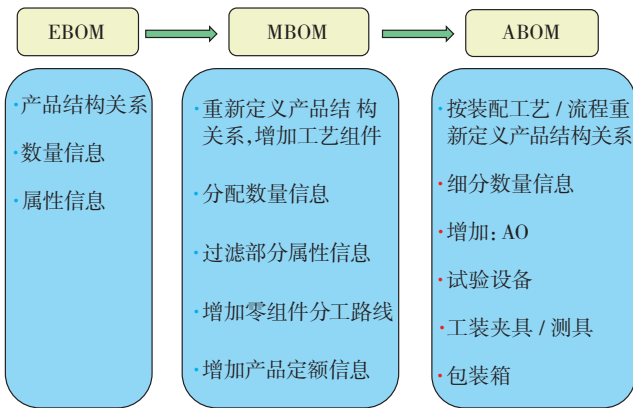 EBOM
MBOM
ABOM
·产品结构关系
·数量信息
·属性信息
·重新定义产品结 构
关系,增加工艺组件
·分配数量信息
·过滤部分属性信息
·增加零组件分工路线
·增加产品定额信息
·按装配工艺 / 流程重
新定义产品结构关系
·细分数量信息
·增加: AO
·试验设备
·工装夹具 / 测具
·包装箱